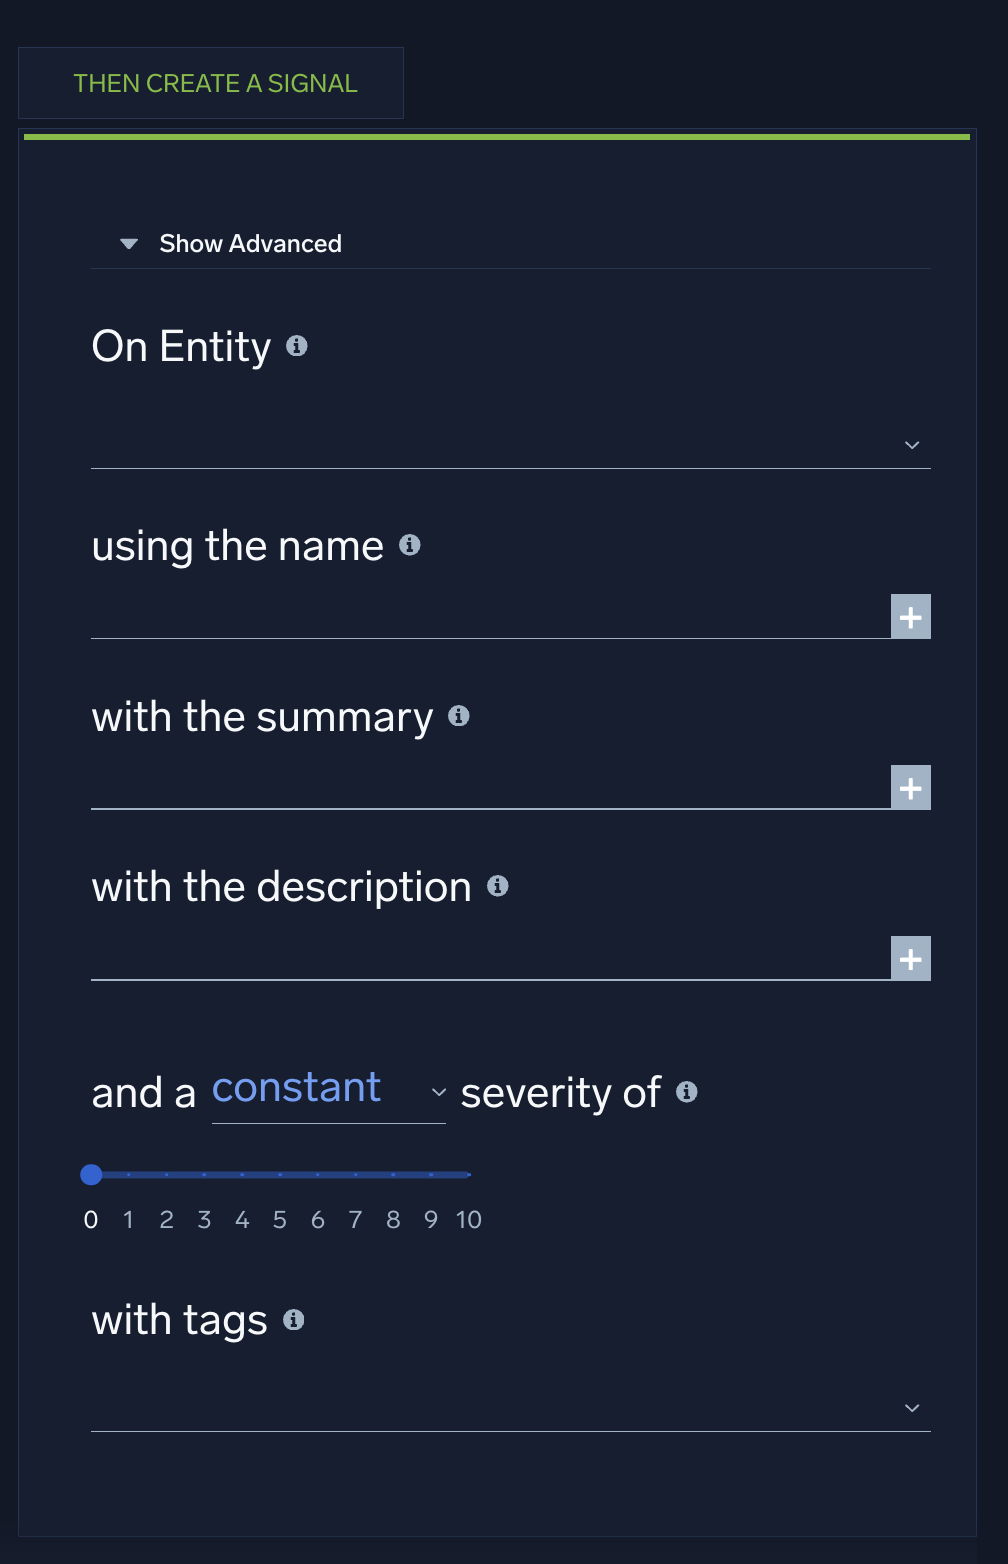 THEN CREATE A SIGNAL
Show Advanced
On Entity
using the name
with the summary
with the description
and a constant severity of
0 1 2 3 4 5 6 7 8 9 10
with tags